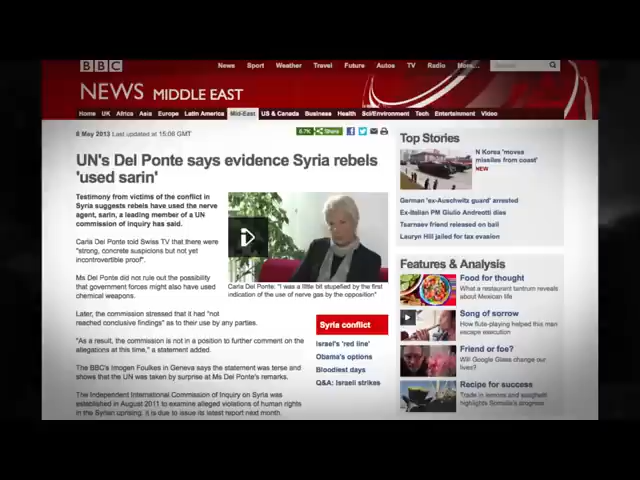 BBC
News Sport Weather Travel Future Autos TV Radio More... Search
NEWS MIDDLE EAST
Home UK Africa Asia Europe Latin America Mid-East US & Canada Business Health Sci/Environment Tech Entertainment Video
6 May 2013 Last updated at 15:06 GMT
8.7K Share
UN's Del Ponte says evidence Syria rebels
'used sarin'
Testimony from victims of the conflict in
Syria suggests rebels have used the nerve
agent, sarin, a leading member of a UN
commission of inquiry has said.
Carla Del Ponte told Swiss TV that there were
"strong, concrete suspicions but not yet
incontrovertible proof".
Ms Del Ponte did not rule out the possibility
that government forces might also have used
chemical weapons.
Later, the commission stressed that it had "not
reached conclusive findings" as to their use by any parties.
"As a result, the commission is not in a position to further comment on the
allegations at this time," a statement added.
The BBC's Imogen Foulkes in Geneva says the statement was terse and
shows that the UN was taken by surprise at Ms Del Ponte's remarks.
The Independent International Commission of Inquiry on Syria was
established in August 2011 to examine alleged violations of human rights
in the Syrian uprising. It is due to issue its latest report next month.
Carla Del Ponte: "I was a little bit stupefied by the first
indication of the use of nerve gas by the opposition"
Syria conflict
Israel's 'red line'
Obama's options
Bloodiest days
Q&A: Israeli strikes
Top Stories
N Korea 'moves
missiles from coast'
NEW
German 'ex-Auschwitz guard' arrested
Ex-Italian PM Giulio Andreotti dies
Tsarnaev friend released on bail
Lauryn Hill jailed for tax evasion
Features & Analysis
Food for thought
What a restaurant tantrum reveals
about Mexican life
Song of sorrow
How flute-playing helped this man
escape execution
Friend or foe?
Will Google Glass change our
lives?
Recipe for success
Trade in lemons and spaghetti
highlights Somalia's progress